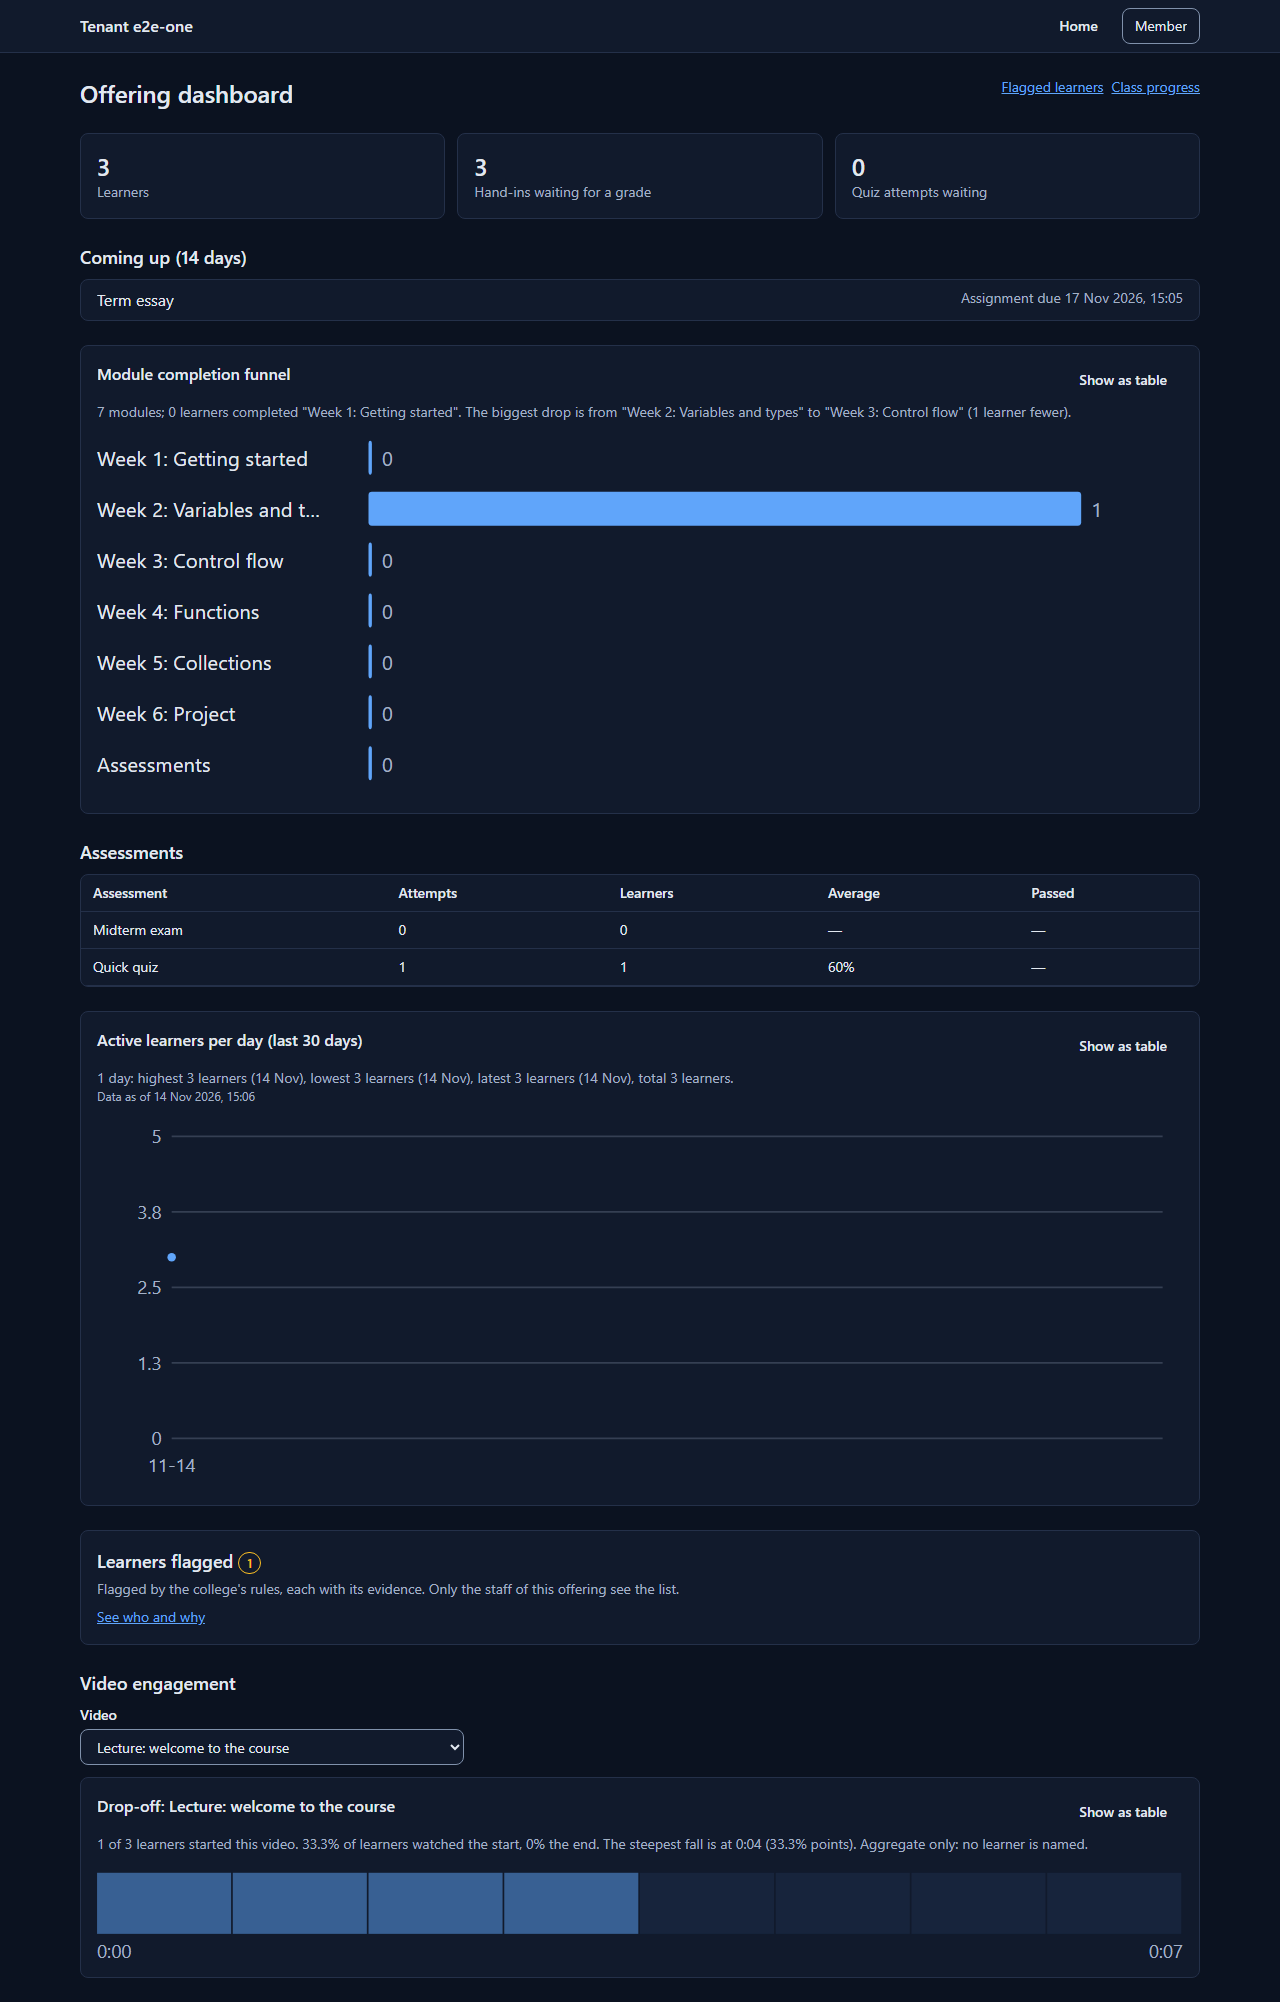 Tenant e2e-one
Home
Member
Offering dashboard
Flagged learners
Class progress
3
Learners
3
Hand-ins waiting for a grade
0
Quiz attempts waiting
Coming up (14 days)
Term essay
Assignment due 17 Nov 2026, 15:05
Module completion funnel
Show as table
7 modules; 0 learners completed "Week 1: Getting started". The biggest drop is from "Week 2: Variables and types" to "Week 3: Control flow" (1 learner fewer).
Week 1: Getting started 0
Week 2: Variables and t... 1
Week 3: Control flow 0
Week 4: Functions 0
Week 5: Collections 0
Week 6: Project 0
Assessments 0
Assessments
Assessment Attempts Learners Average Passed
Midterm exam 0 0 — —
Quick quiz 1 1 60% —
Active learners per day (last 30 days)
Show as table
1 day: highest 3 learners (14 Nov), lowest 3 learners (14 Nov), latest 3 learners (14 Nov), total 3 learners.
Data as of 14 Nov 2026, 15:06
5
3.8
2.5
1.3
0
11-14
Learners flagged 1
Flagged by the college's rules, each with its evidence. Only the staff of this offering see the list.
See who and why
Video engagement
Video
Lecture: welcome to the course
Drop-off: Lecture: welcome to the course
Show as table
1 of 3 learners started this video. 33.3% of learners watched the start, 0% the end. The steepest fall is at 0:04 (33.3% points). Aggregate only: no learner is named.
0:00 0:07